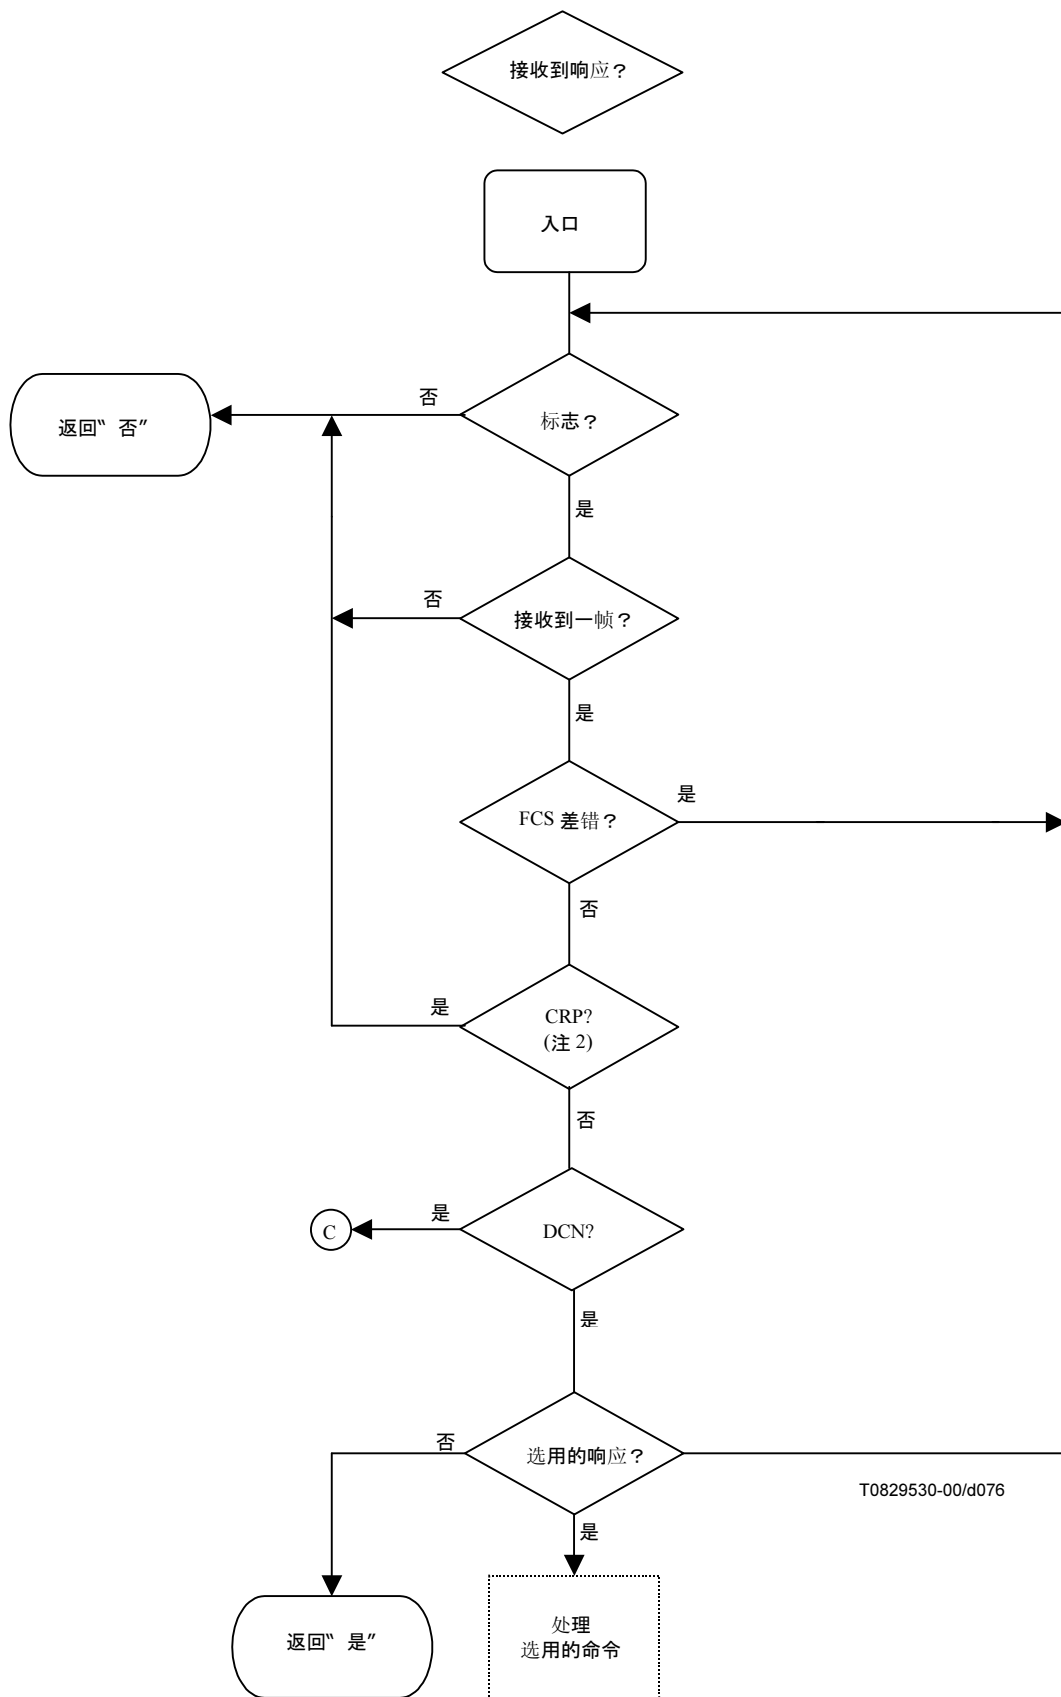 接收到响应？
入口
否
标志？
返回“ 否”
是
否
接收到一帧？
是
是
FCS 差错？
否
是
CRP?
(注 2)
否
是
C
DCN?
是
否
选用的响应？
T0829530-00/d076
是
处理
返回“ 是”
选用的命令